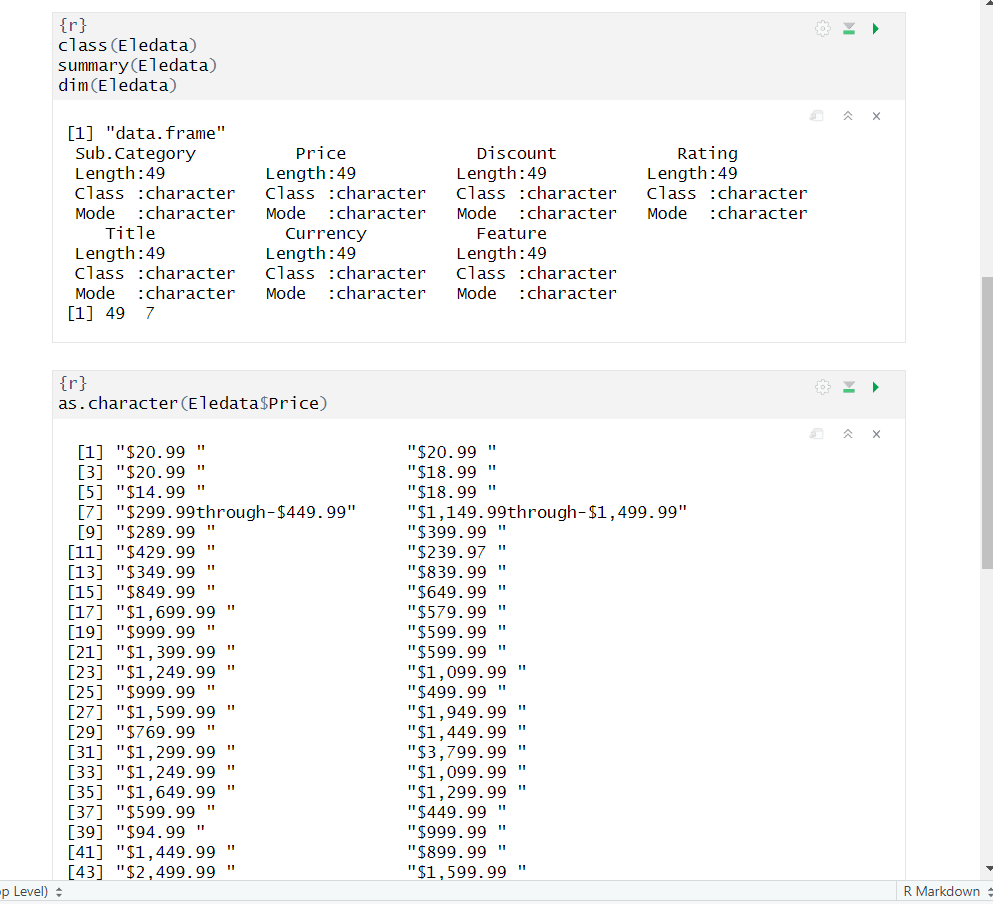 {r}
class(Eledata)
summary(Eledata)
dim(Eledata)
[1] "data.frame"
 Sub.Category          Price             Discount            Rating
 Length:49          Length:49          Length:49          Length:49
 Class :character   Class :character   Class :character   Class :character
 Mode  :character   Mode  :character   Mode  :character   Mode  :character
    Title             Currency           Feature
 Length:49          Length:49          Length:49
 Class :character   Class :character   Class :character
 Mode  :character   Mode  :character   Mode  :character
[1] 49  7
{r}
as.character(Eledata$Price)
 [1] "$20.99 "                    "$20.99 "
 [3] "$20.99 "                    "$18.99 "
 [5] "$14.99 "                    "$18.99 "
 [7] "$299.99through-$449.99"     "$1,149.99through-$1,499.99"
 [9] "$289.99 "                   "$399.99 "
[11] "$429.99 "                   "$239.97 "
[13] "$349.99 "                   "$839.99 "
[15] "$849.99 "                   "$649.99 "
[17] "$1,699.99 "                 "$579.99 "
[19] "$999.99 "                   "$599.99 "
[21] "$1,399.99 "                 "$599.99 "
[23] "$1,249.99 "                 "$1,099.99 "
[25] "$999.99 "                   "$499.99 "
[27] "$1,599.99 "                 "$1,949.99 "
[29] "$769.99 "                   "$1,449.99 "
[31] "$1,299.99 "                 "$3,799.99 "
[33] "$1,249.99 "                 "$1,099.99 "
[35] "$1,649.99 "                 "$1,299.99 "
[37] "$599.99 "                   "$449.99 "
[39] "$94.99 "                    "$999.99 "
[41] "$1,449.99 "                 "$899.99 "
[43] "$2,499.99 "                 "$1,599.99 "
op Level) R Markdown